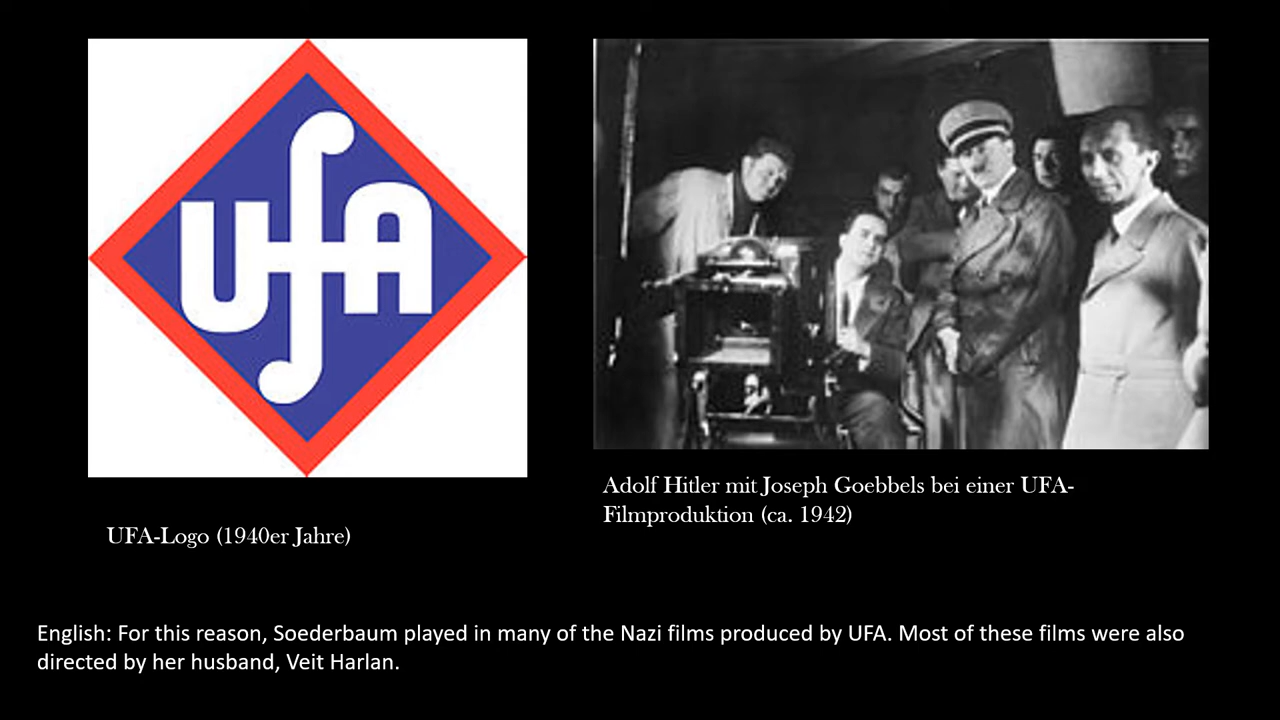 UfA
UFA-Logo (1940er Jahre)
Adolf Hitler mit Joseph Goebbels bei einer UFA-
Filmproduktion (ca. 1942)
English: For this reason, Soederbaum played in many of the Nazi films produced by UFA. Most of these films were also
directed by her husband, Veit Harlan.